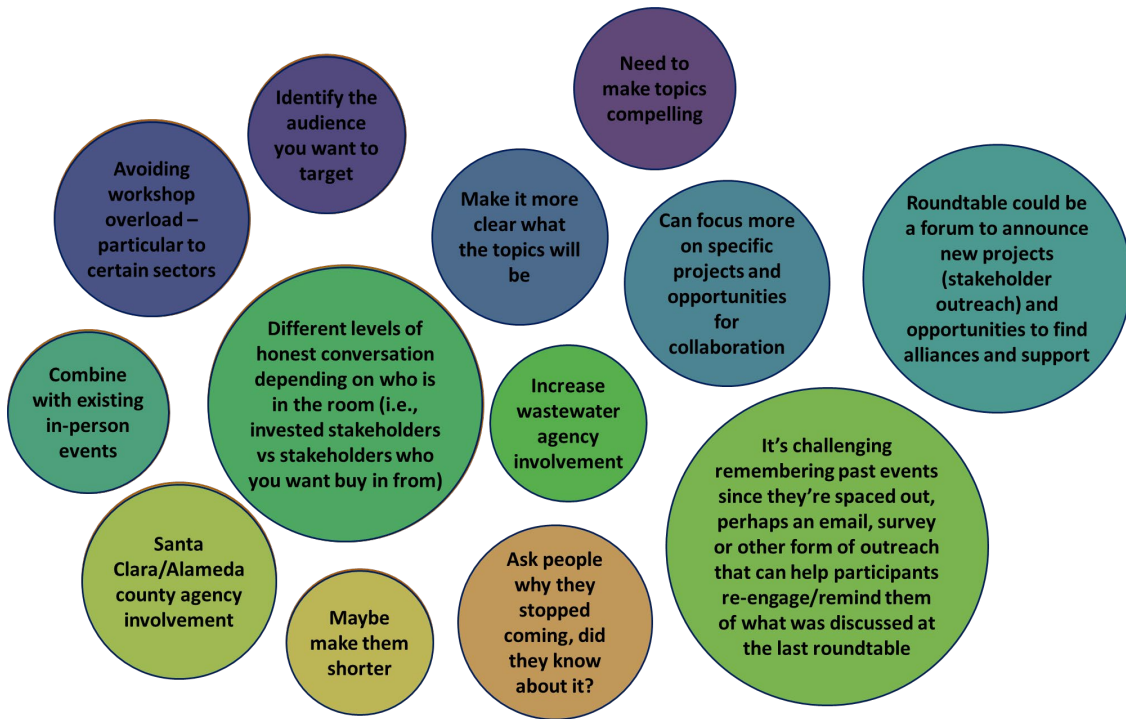 Need to
make topics
compelling
Identify the
audience
you want to
target
Avoiding
workshop
overload –
particular to
certain sectors
Make it more
clear what
the topics will
be
Can focus more
on specific
projects and
opportunities
for
collaboration
Roundtable could be
a forum to announce
new projects
(stakeholder
outreach) and
opportunities to find
alliances and support
Combine
with existing
in-person
events
Different levels of
honest conversation
depending on who is
in the room (i.e.,
invested stakeholders
vs stakeholders who
you want buy in from)
Increase
wastewater
agency
involvement
It’s challenging
remembering past events
since they’re spaced out,
perhaps an email, survey
or other form of outreach
that can help participants
re-engage/remind them
of what was discussed at
the last roundtable
Santa
Clara/Alameda
county agency
involvement
Maybe
make them
shorter
Ask people
why they
stopped
coming, did
they know
about it?